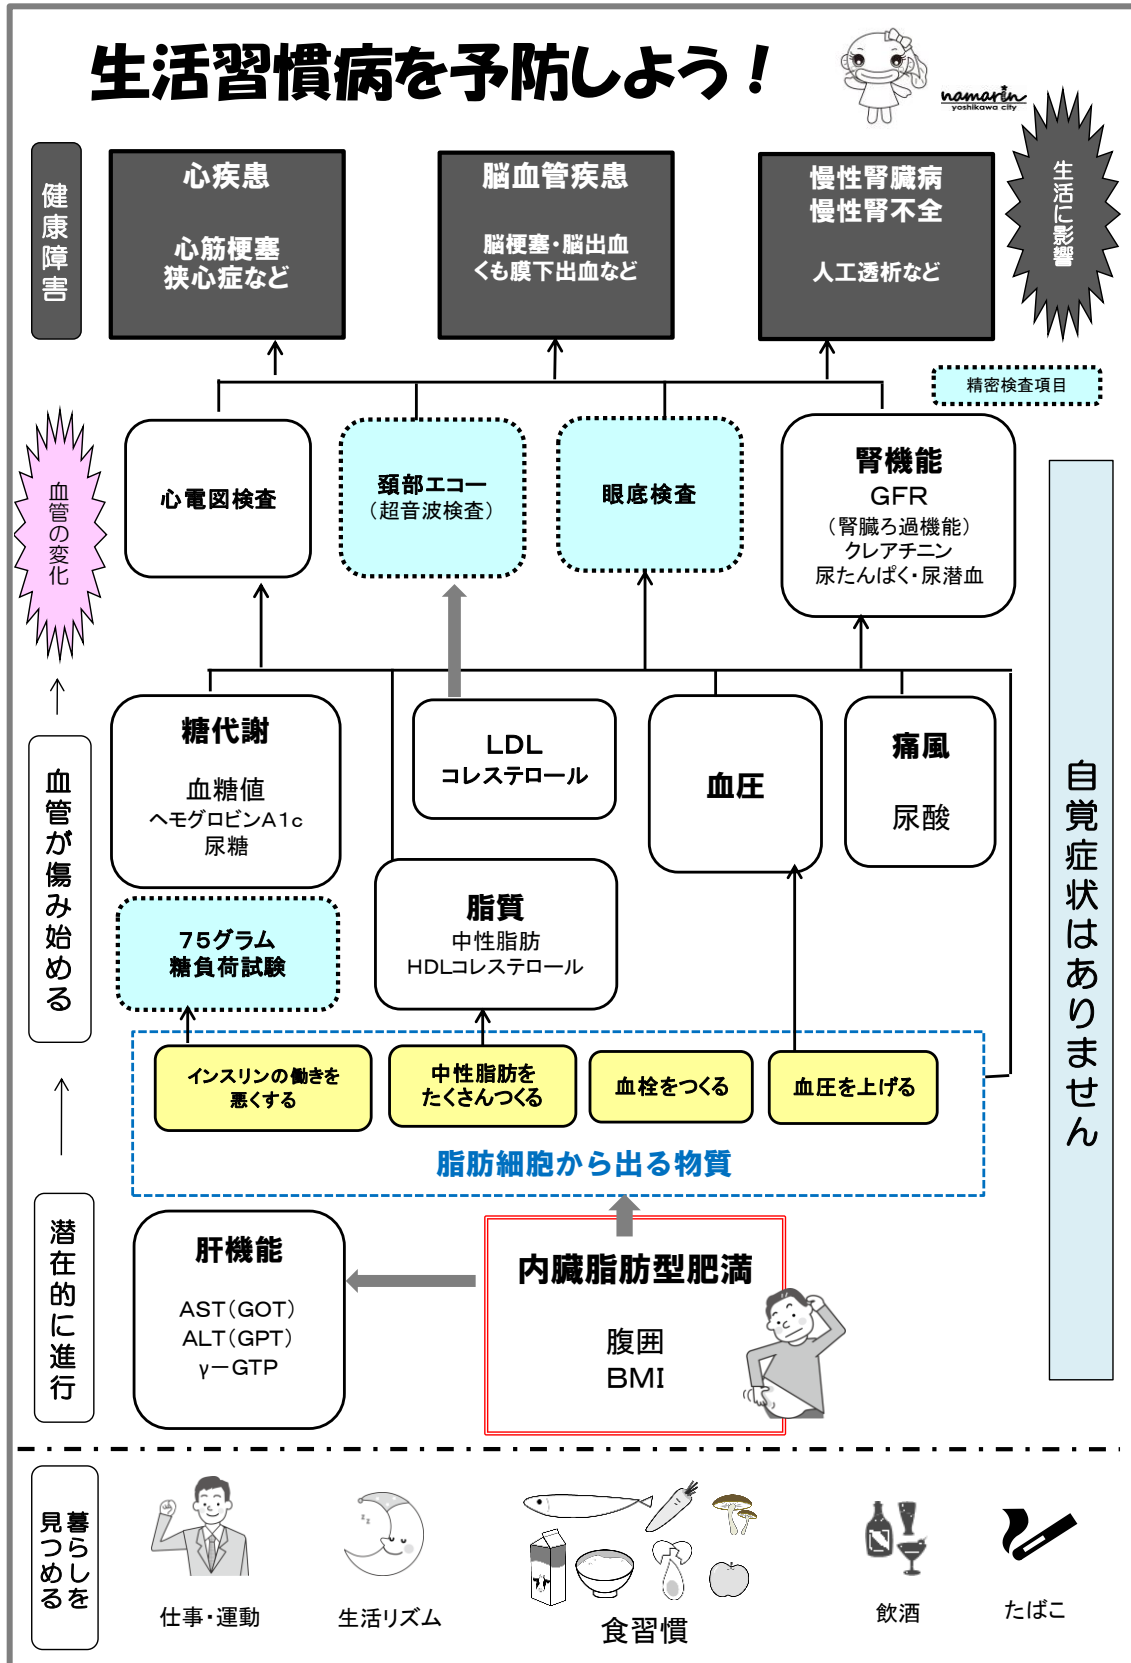 生活習慣病を予防しよう！
namarin
yoshikawa city
健康障害
心疾患
心筋梗塞
狭心症など
脳血管疾患
脳梗塞・脳出血
くも膜下出血など
慢性腎臓病
慢性腎不全
人工透析など
生活に影響
精密検査項目
血管の変化
心電図検査
頸部エコー
（超音波検査）
眼底検査
腎機能
GFR
（腎臓ろ過機能）
クレアチニン
尿たんぱく・尿潜血
自覚症状はありません
血管が傷み始める
糖代謝
血糖値
ヘモグロビンA1c
尿糖
LDL
コレステロール
血圧
痛風
尿酸
75グラム
糖負荷試験
脂質
中性脂肪
HDLコレステロール
インスリンの働きを
悪くする
中性脂肪を
たくさんつくる
血栓をつくる
血圧を上げる
脂肪細胞から出る物質
潜在的に進行
肝機能
AST（GOT）
ALT（GPT）
γーGTP
内臓脂肪型肥満
腹囲
BMI
暮らしを
見つめる
z z
仕事・運動
生活リズム
食習慣
飲酒
たばこ